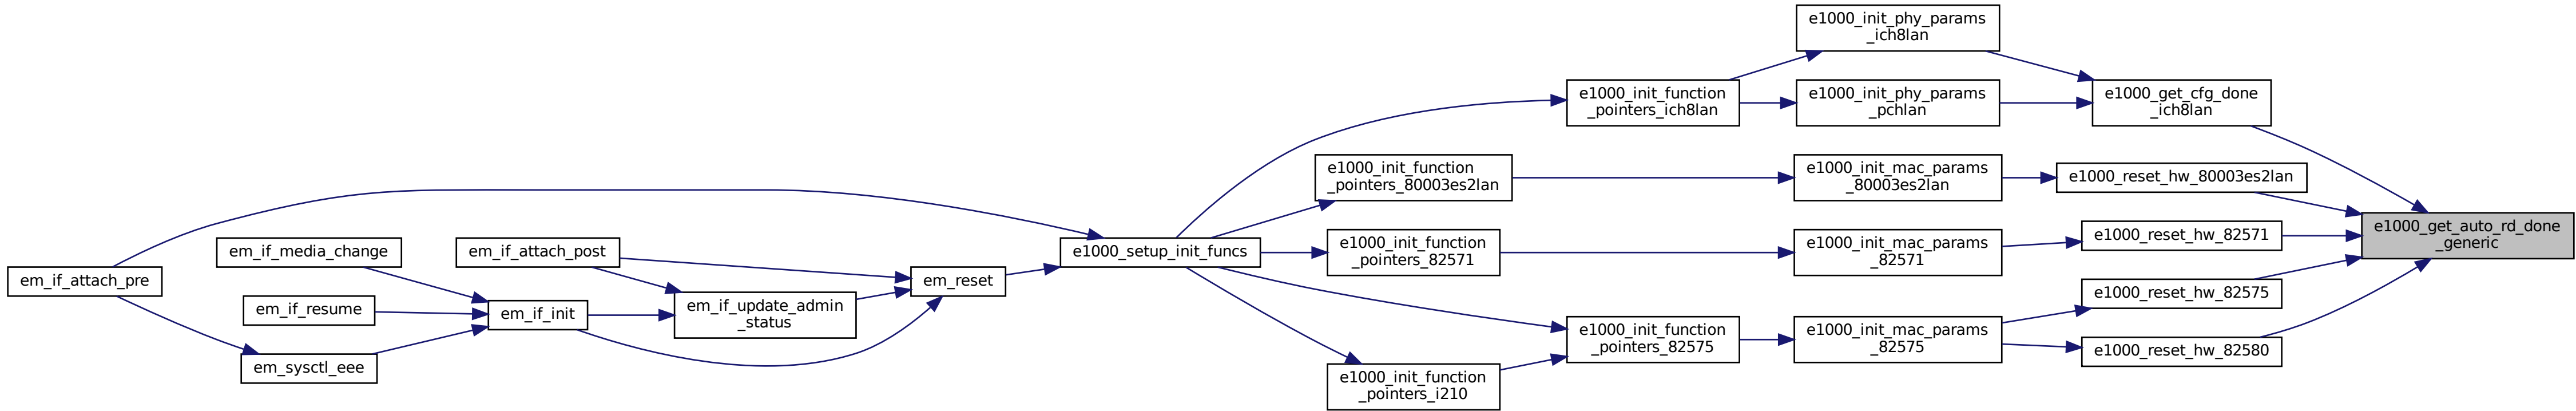 e1000_init_phy_params
_ich8lan
e1000_init_function
_pointers_ich8lan
e1000_init_phy_params
_pchlan
e1000_get_cfg_done
_ich8lan
e1000_init_function
_pointers_80003es2lan
e1000_init_mac_params
_80003es2lan
e1000_reset_hw_80003es2lan
e1000_get_auto_rd_done
_generic
em_if_media_change
em_if_attach_post
e1000_setup_init_funcs
e1000_init_function
_pointers_82571
e1000_init_mac_params
_82571
e1000_reset_hw_82571
em_if_attach_pre
em_reset
e1000_reset_hw_82575
em_if_resume
em_if_init
em_if_update_admin
_status
e1000_init_function
_pointers_82575
e1000_init_mac_params
_82575
e1000_reset_hw_82580
em_sysctl_eee
e1000_init_function
_pointers_i210